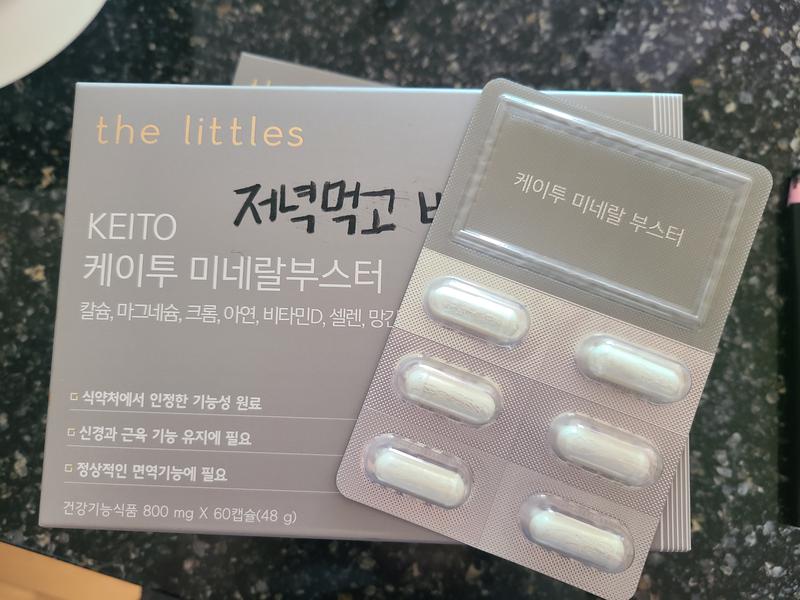 the littles
저녁먹고
KEITO
케이투 미네랄부스터
칼슘, 마그네슘, 크롬, 아연, 비타민D, 셀렌,
식약처에서 인정한 기능성 원료
신경과 근육 기능 유지에 필요
정상적인 면역기능에 필요
건강기능식품 800 mg X 60캡슐(48 g)
케이투 미네랄 부스터